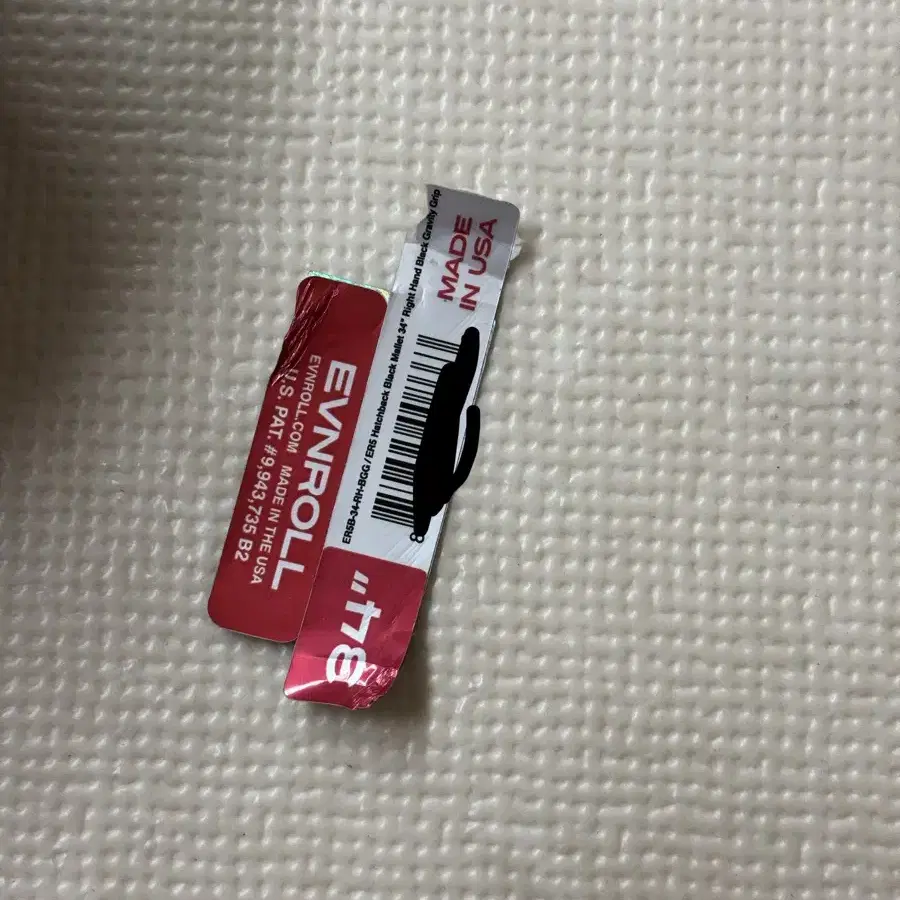 EVNROLL
EVNROLL.COM MADE IN THE USA
U.S. PAT. #9,943,735 B2
ER5B-34-RH-BGG / ER5 Hatchback Black Mallet 34" Right Hand Black Gravity Grip
8
MADE
IN USA
34"